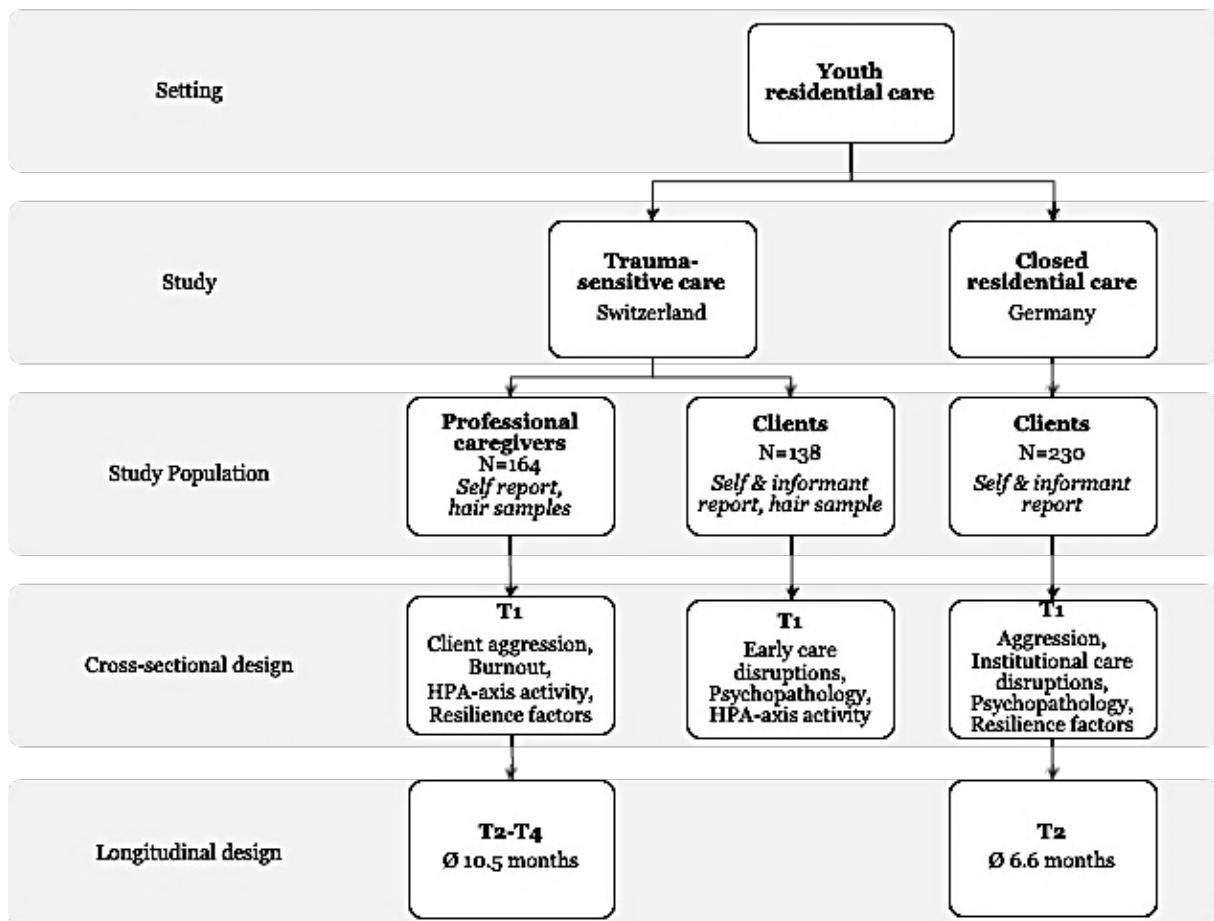 Setting
Youth
residential care
Study
Trauma-
sensitive care
Switzerland
Closed
residential care
Germany
Study Population
Professional
caregivers
N=164
Self report,
hair samples
Clients
N=138
Self & informant
report, hair sample
Clients
N=230
Self & informant
report
Cross-sectional design
T1
Client aggression,
Burnout,
HPA-axis activity,
Resilience factors
T1
Early care
disruptions,
Psychopathology,
HPA-axis activity
T1
Aggression,
Institutional care
disruptions,
Psychopathology,
Resilience factors
Longitudinal design
T2-T4
Ø 10.5 months
T2
Ø 6.6 months